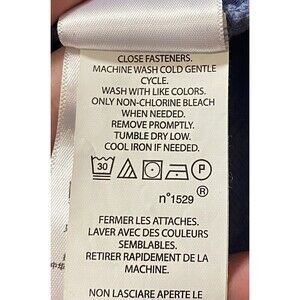 CLOSE FASTENERS.
MACHINE WASH COLD GENTLE
CYCLE.
WASH WITH LIKE COLORS.
ONLY NON-CHLORINE BLEACH
WHEN NEEDED.
REMOVE PROMPTLY.
TUMBLE DRY LOW.
COOL IRON IF NEEDED.
30 P
n°1529 ®
FERMER LES ATTACHES.
LAVER AVEC DES COULEURS
SEMBLABLES.
RETIRER RAPIDEMENT DE LA
MACHINE.
NON LASCIARE APERTE LE